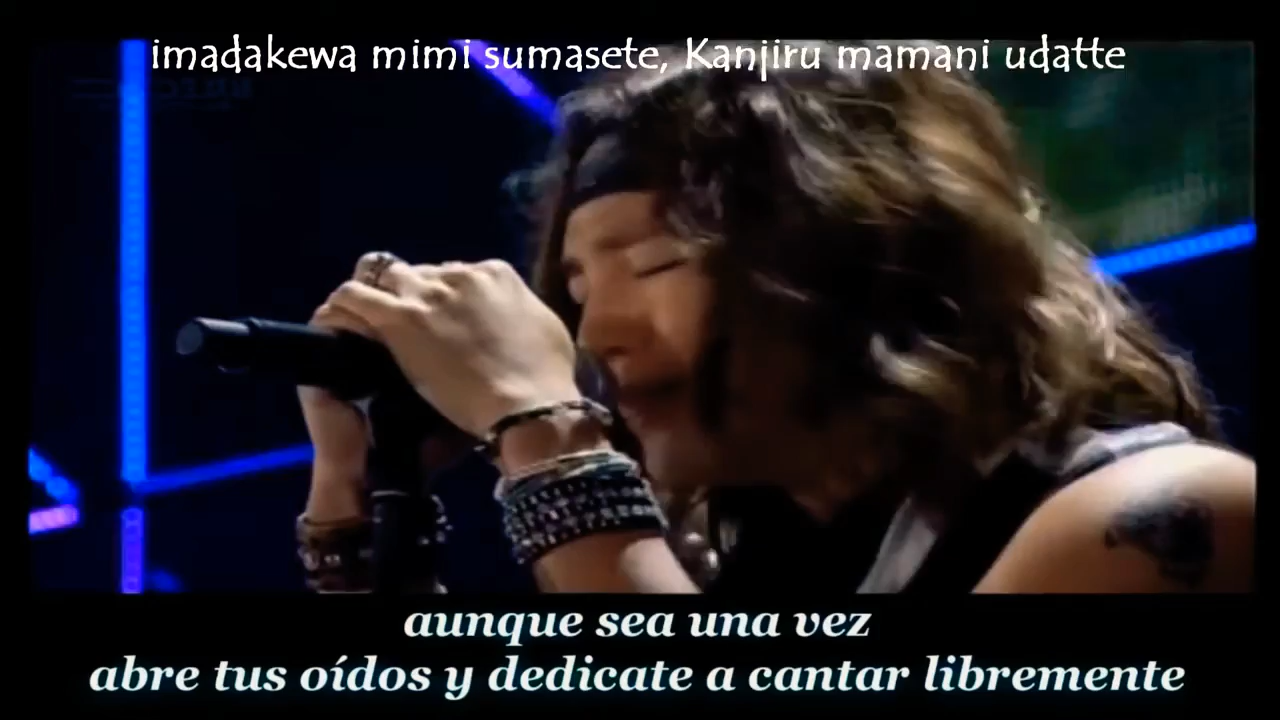 imadakewa mimi sumasete, Kanjiru mamani udatte
aunque sea una vez
abre tus oídos y dedicate a cantar libremente